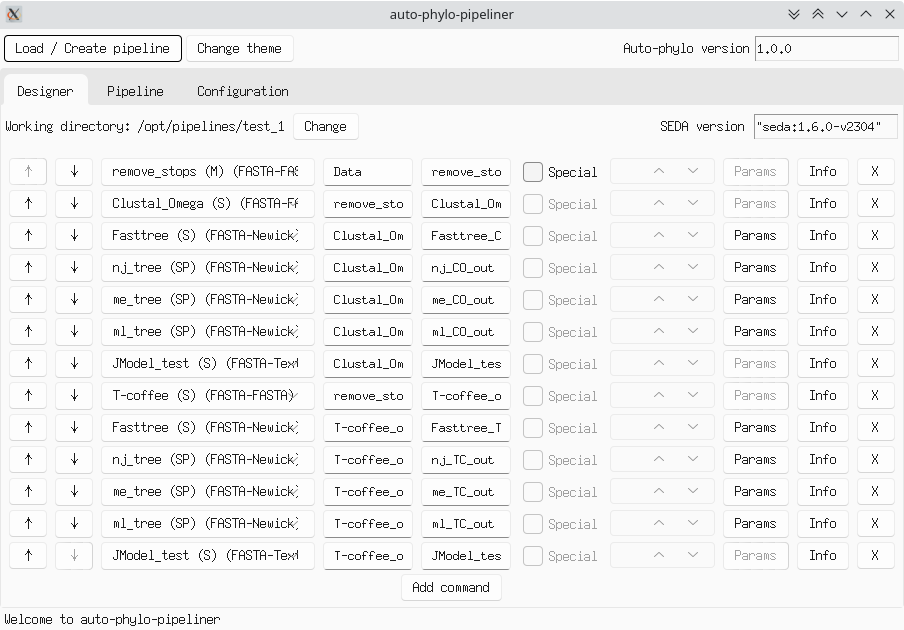 auto-phylo-pipeliner
Load / Create pipeline Change theme Auto-phylo version 1.0.0
Designer Pipeline Configuration
Working directory: /opt/pipelines/test_1 Change SEDA version "seda:1.6.0-v2304"
↑ ↓ remove_stops (M) (FASTA-FAS Data remove_sto Special Params Info X
↑ ↓ Clustal_Omega (S) (FASTA-FA remove_sto Clustal_Om Special Params Info X
↑ ↓ Fasttree (S) (FASTA-Newick) Clustal_Om Fasttree_C Special Params Info X
↑ ↓ nj_tree (SP) (FASTA-Newick) Clustal_Om nj_CO_out Special Params Info X
↑ ↓ me_tree (SP) (FASTA-Newick) Clustal_Om me_CO_out Special Params Info X
↑ ↓ ml_tree (SP) (FASTA-Newick) Clustal_Om ml_CO_out Special Params Info X
↑ ↓ JModel_test (S) (FASTA-Text Clustal_Om JModel_tes Special Params Info X
↑ ↓ T-coffee (S) (FASTA-FASTA) remove_sto T-coffee_o Special Params Info X
↑ ↓ Fasttree (S) (FASTA-Newick) T-coffee_o Fasttree_T Special Params Info X
↑ ↓ nj_tree (SP) (FASTA-Newick) T-coffee_o nj_TC_out Special Params Info X
↑ ↓ me_tree (SP) (FASTA-Newick) T-coffee_o me_TC_out Special Params Info X
↑ ↓ ml_tree (SP) (FASTA-Newick) T-coffee_o ml_TC_out Special Params Info X
↑ ↓ JModel_test (S) (FASTA-Text T-coffee_o JModel_tes Special Params Info X
Add command
Welcome to auto-phylo-pipeliner